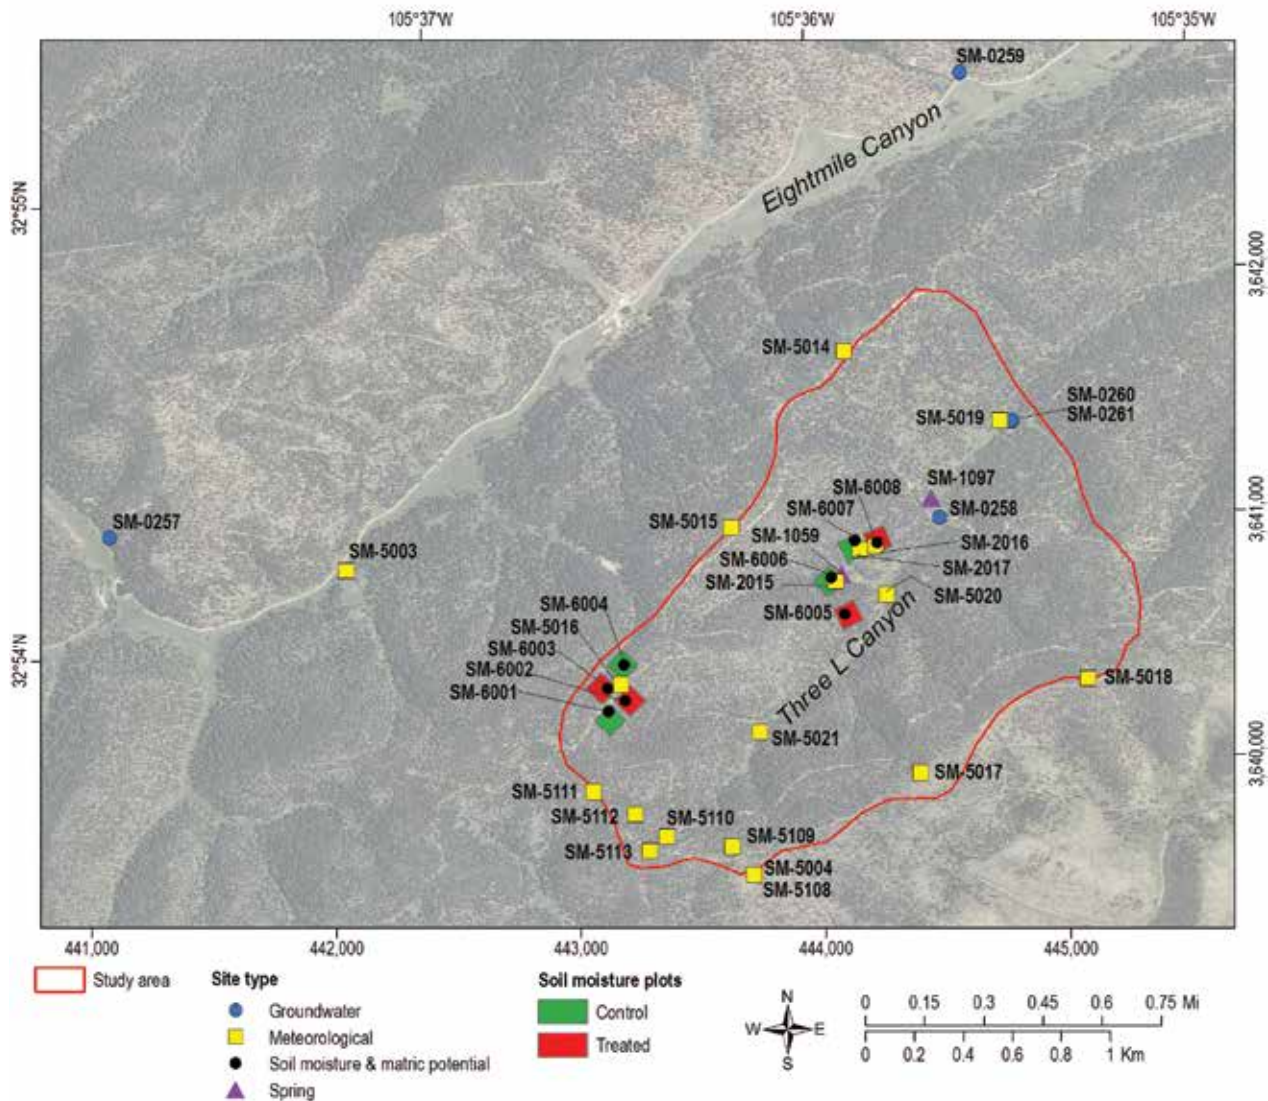 105°37'W
105°36'W
105°35'W
SM-0259
Eightmile Canyon
32°55'N
3,642,000
SM-5014
SM-0260
SM-5019
SM-0261
SM-1097
SM-6008
SM-6007
SM-0258
3,641,000
SM-0257
SM-5015
SM-1059
SM-2016
SM-5003
SM-6006
SM-2017
SM-2015
SM-5020
SM-6004
SM-6005
SM-5016
SM-6003
32°54'N
SM-6002
SM-5018
SM-6001
Three L Canyon
SM-5021
3,640,000
SM-5017
SM-5111
SM-5112
SM-5110
SM-5109
SM-5113
SM-5004
SM-5108
441,000
442,000
443,000
444,000
445,000
Study area
Site type
Groundwater
Meteorological
Soil moisture & matric potential
Spring
Soil moisture plots
Control
Treated
N
W E
S
0 0.15 0.3 0.45 0.6 0.75 Mi
0 0.2 0.4 0.6 0.8 1 Km